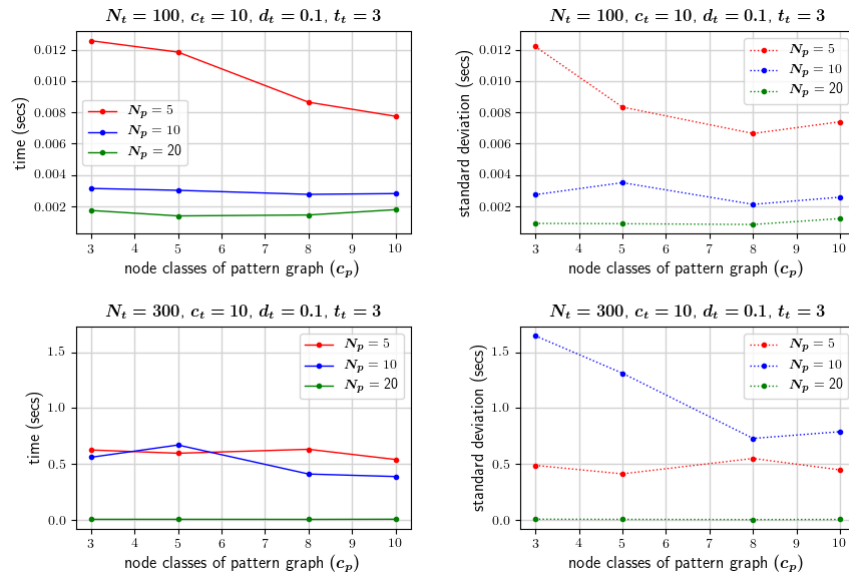 N_t = 100, c_t = 10, d_t = 0.1, t_t = 3
0.012
0.010
0.008
0.006
0.004
0.002
time (secs)
N_p = 5
N_p = 10
N_p = 20
3 4 5 6 7 8 9 10
node classes of pattern graph (c_p)
N_t = 100, c_t = 10, d_t = 0.1, t_t = 3
0.012
0.010
0.008
0.006
0.004
0.002
standard deviation (secs)
N_p = 5
N_p = 10
N_p = 20
3 4 5 6 7 8 9 10
node classes of pattern graph (c_p)
N_t = 300, c_t = 10, d_t = 0.1, t_t = 3
1.5
1.0
0.5
0.0
time (secs)
N_p = 5
N_p = 10
N_p = 20
3 4 5 6 7 8 9 10
node classes of pattern graph (c_p)
N_t = 300, c_t = 10, d_t = 0.1, t_t = 3
1.5
1.0
0.5
0.0
standard deviation (secs)
N_p = 5
N_p = 10
N_p = 20
3 4 5 6 7 8 9 10
node classes of pattern graph (c_p)